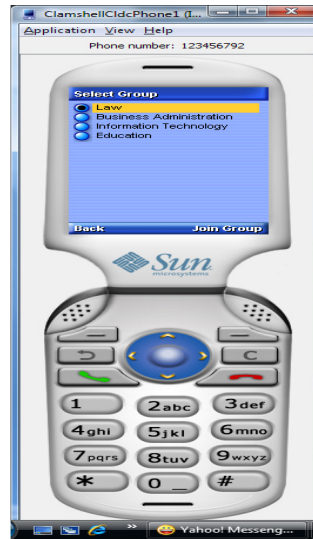 ClamshellCldcPhone1 (I...
Application View Help
Phone number: 123456792
Select Group
Law
Business Administration
Information Technology
Education
Back Join Group
Sun
microsystems
C
1 2abc 3def
4ghi 5jkl 6mno
7pqrs 8tuv 9wxyz
* 0 _ #
» Yahoo! Messeng...